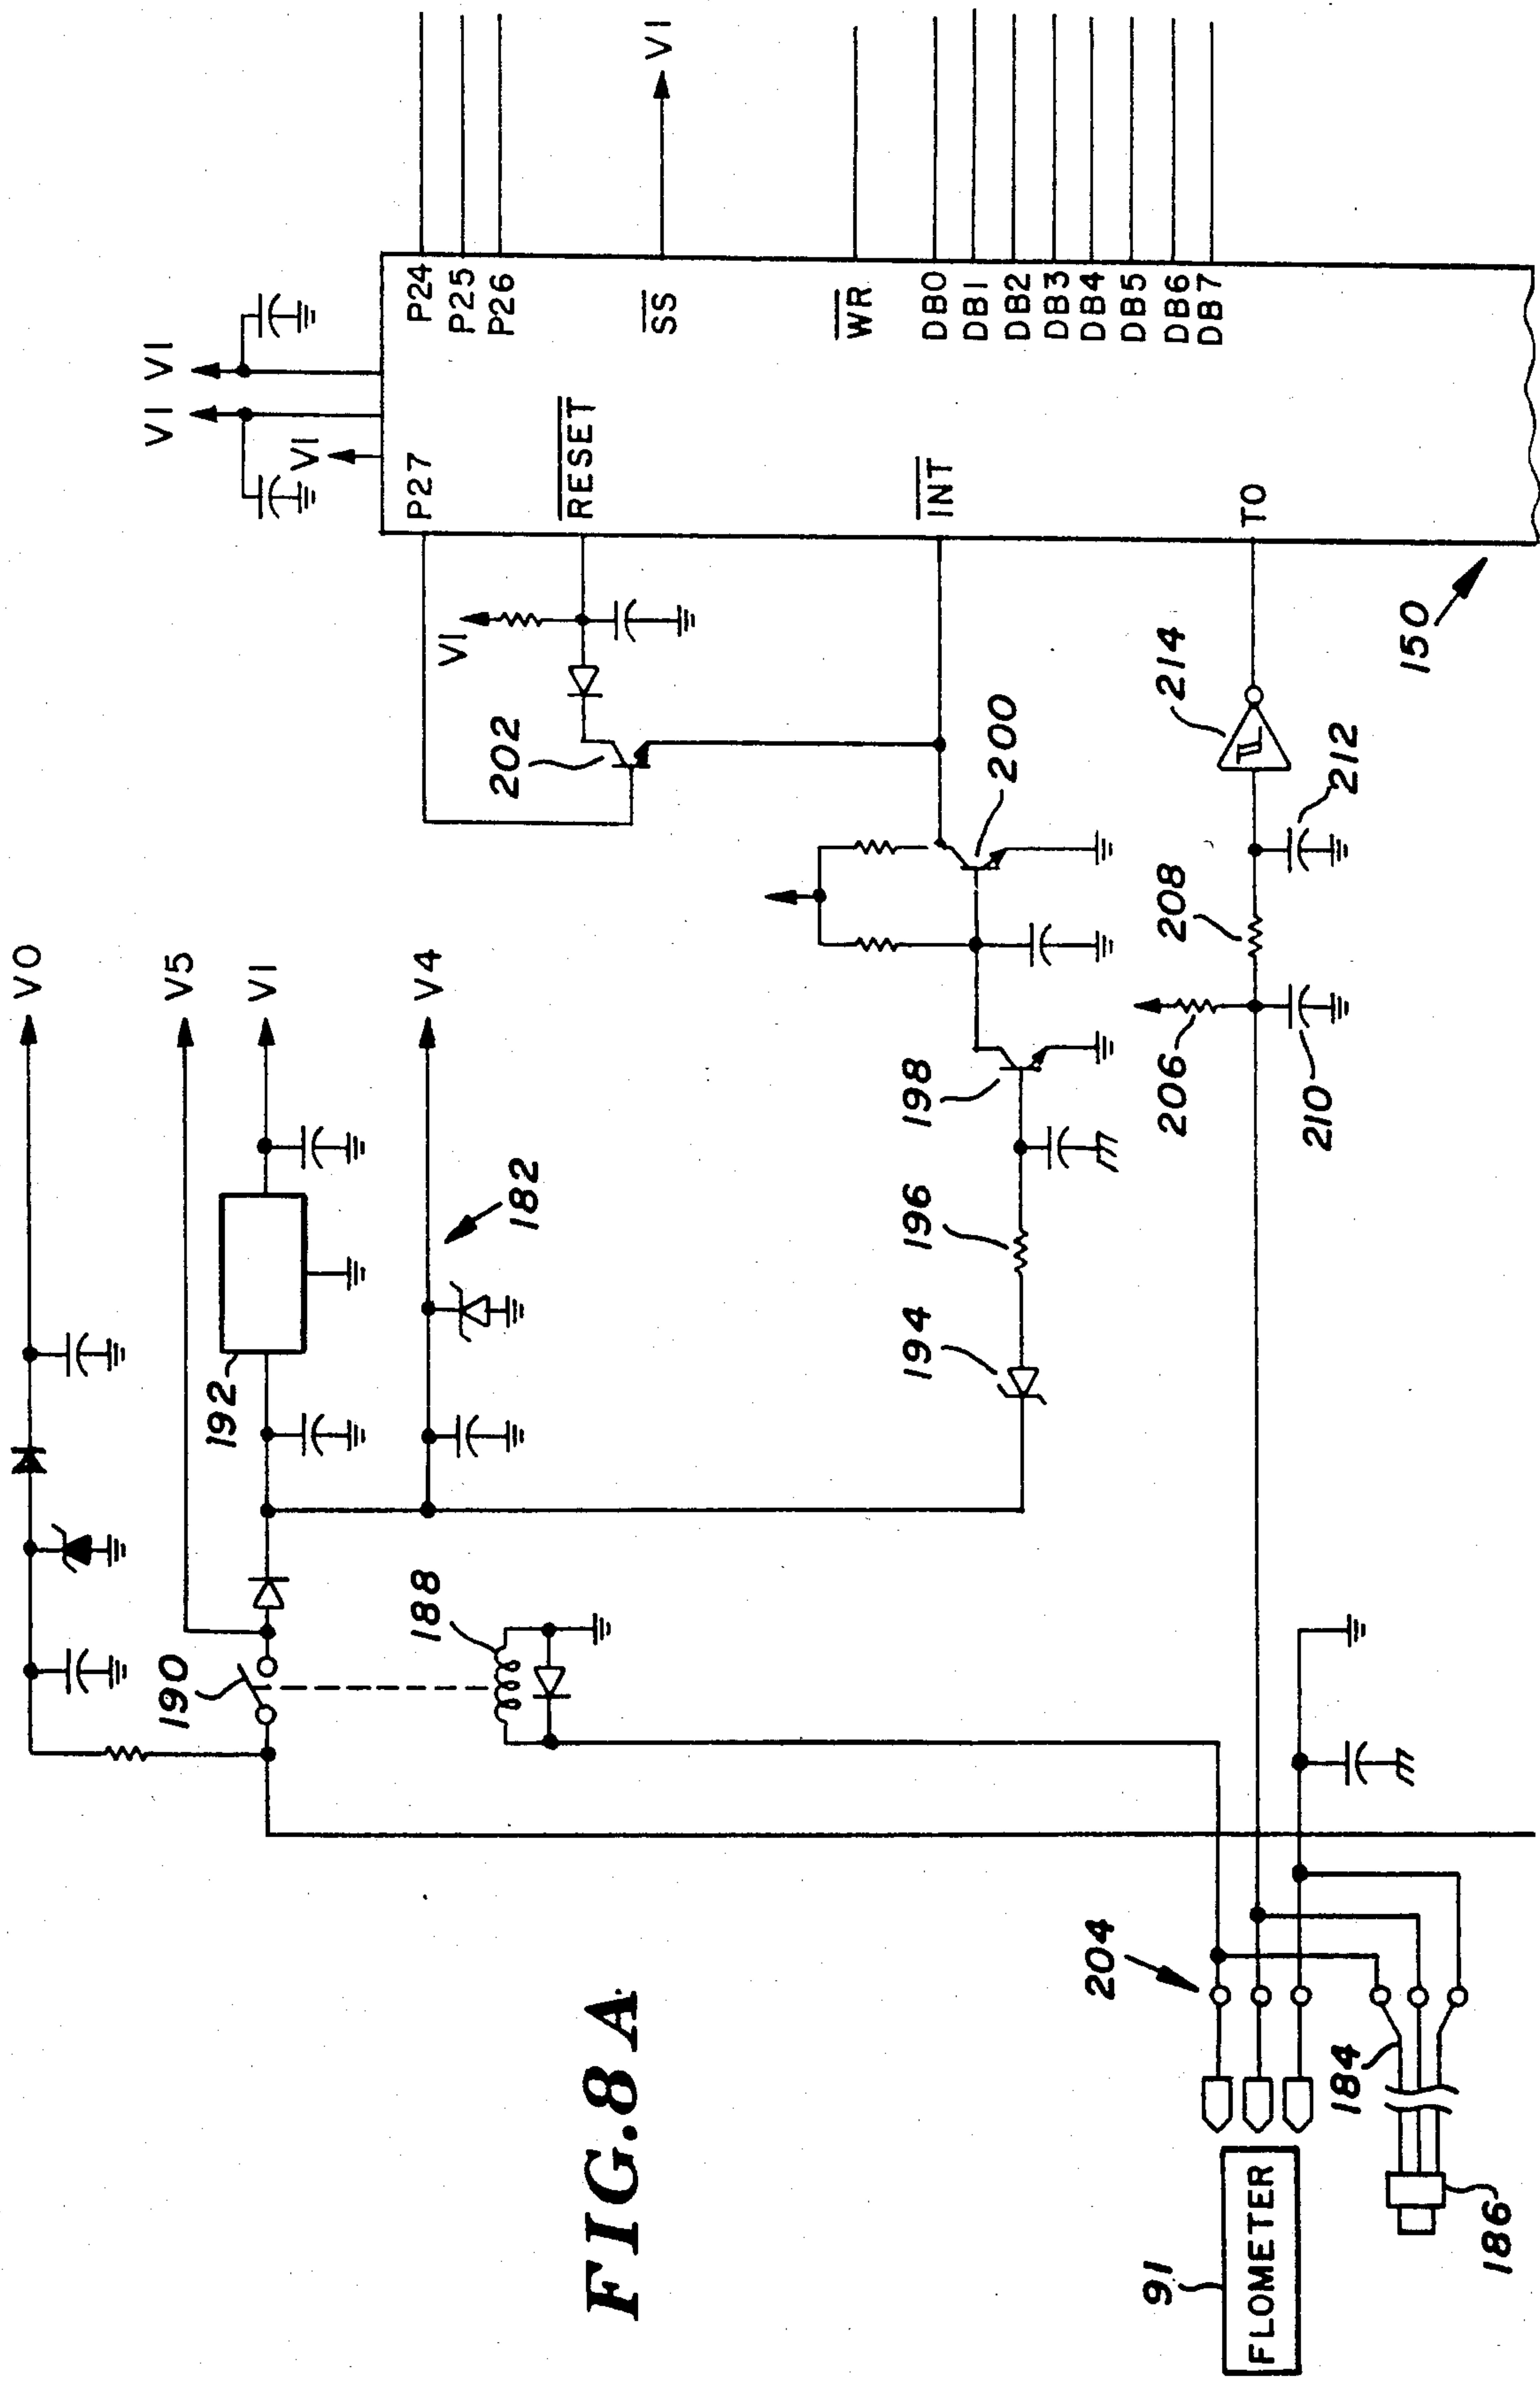 V0
V5
V1
V4
192
182
190
188
194
196
198
200
202
206
208
210
212
214
V1
V1
V1
V1
V1
P27
RESET
INT
T0
P24
P25
P26
SS
WR
DB0
DB1
DB2
DB3
DB4
DB5
DB6
DB7
150
204
184
186
91
FLOMETER
FIG.8A